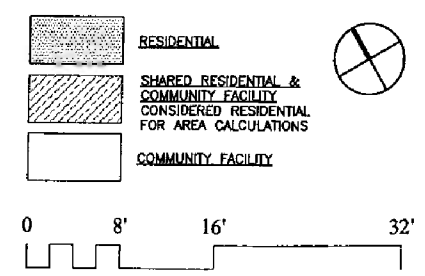 RESIDENTIAL
SHARED RESIDENTIAL &
COMMUNITY FACILITY
CONSIDERED RESIDENTIAL
FOR AREA CALCULATIONS
COMMUNITY FACILITY
0 8' 16' 32'